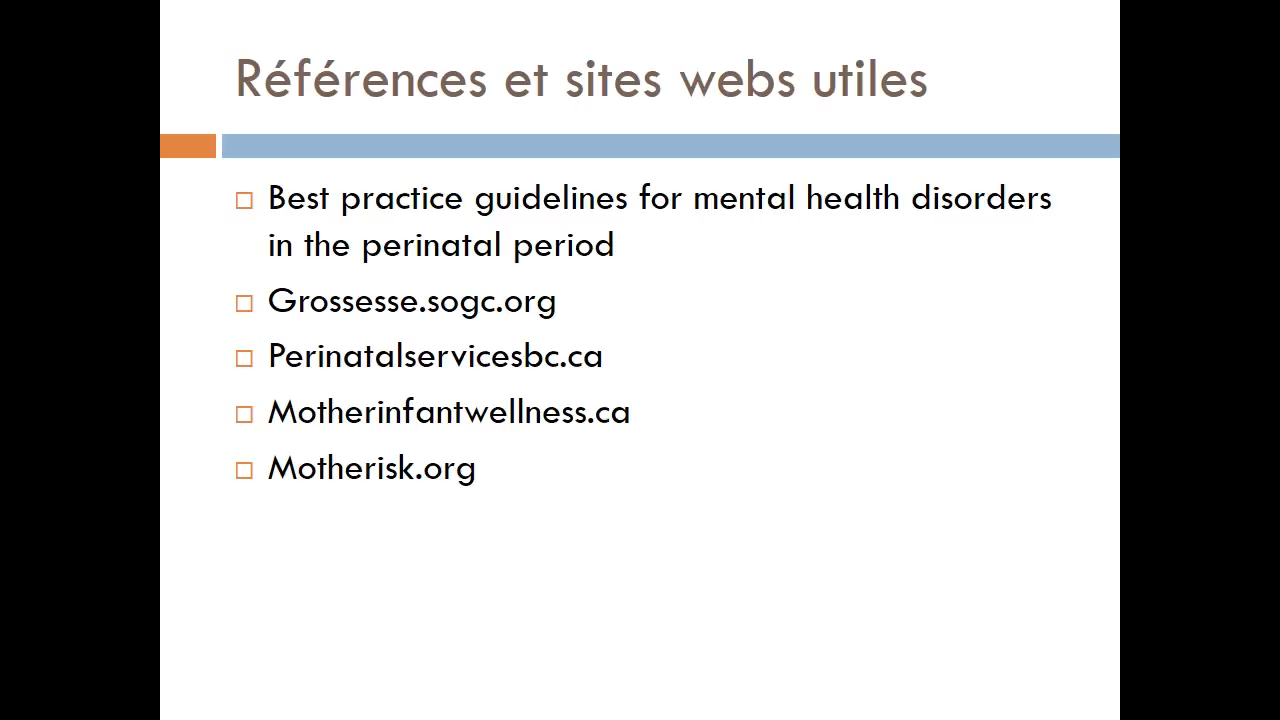 Références et sites webs utiles
Best practice guidelines for mental health disorders
in the perinatal period
Grossesse.sogc.org
Perinatalservicesbc.ca
Motherinfantwellness.ca
Motherisk.org